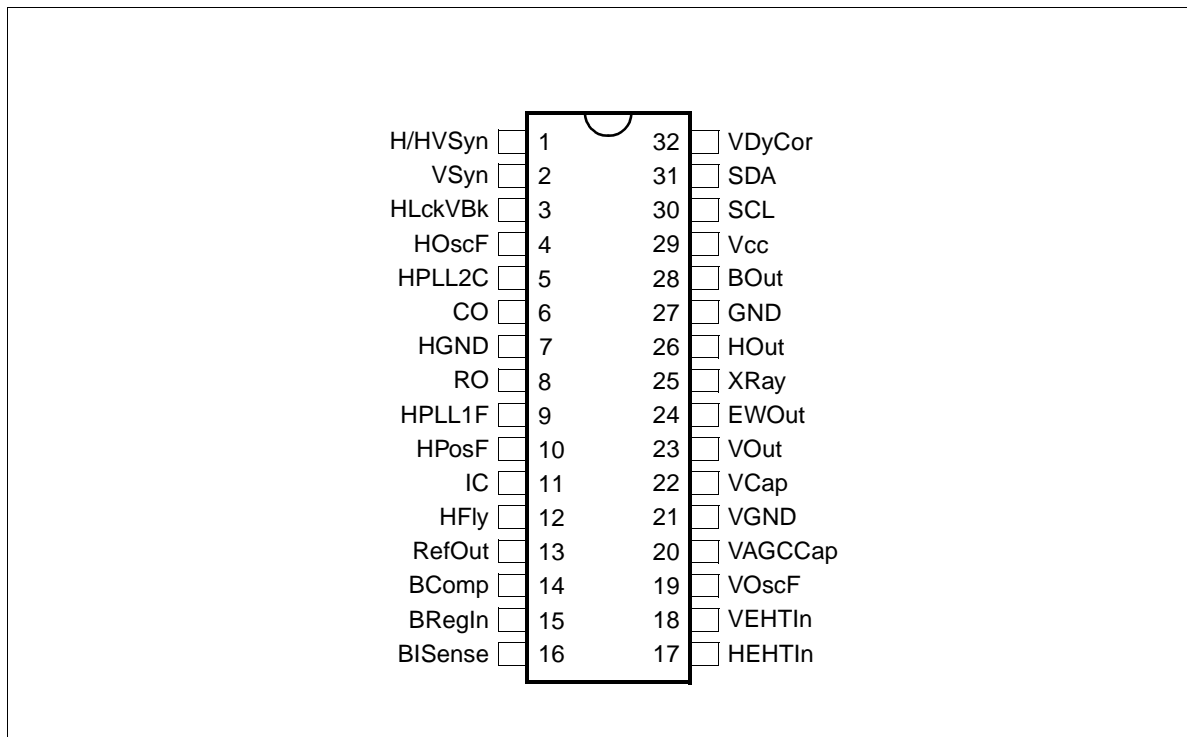 H/HVSyn 1 32 VDyCor
VSyn 2 31 SDA
HLckVBk 3 30 SCL
HOscF 4 29 Vcc
HPLL2C 5 28 BOut
CO 6 27 GND
HGND 7 26 HOut
RO 8 25 XRay
HPLL1F 9 24 EWOut
HPosF 10 23 VOut
IC 11 22 VCap
HFly 12 21 VGND
RefOut 13 20 VAGCCap
BComp 14 19 VOscF
BRegIn 15 18 VEHTIn
BISense 16 17 HEHTIn